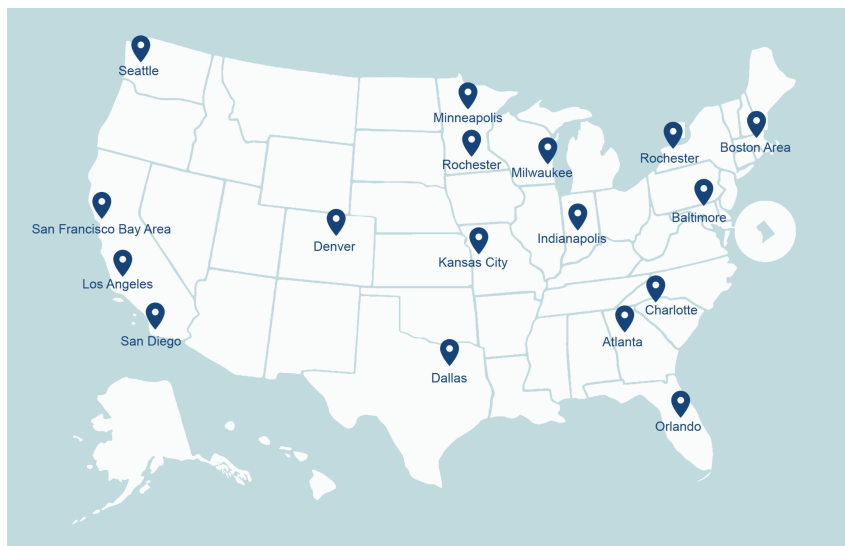 Seattle
Minneapolis
Rochester
Milwaukee
Rochester
Boston Area
San Francisco Bay Area
Denver
Kansas City
Indianapolis
Baltimore
Los Angeles
San Diego
Charlotte
Atlanta
Dallas
Orlando